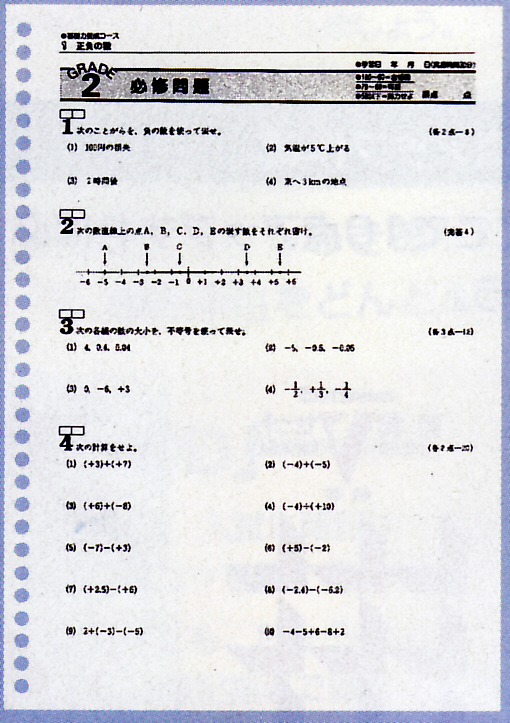 ●基礎力養成コース
1 正負の数
●学習日 年 月 日
GRADE 2 必修問題
得点 点
1 次のことがらを、負の数を使って表せ。 (各2点—8)
(1) 100円の損失 (2) 気温が5℃上がる
(3) 2時間後 (4) 東へ3kmの地点
2 次の数直線上の点A、B、C、D、Eの表す数をそれぞれ書け。 (完答4)
A B C D E
-6 -5 -4 -3 -2 -1 0 +1 +2 +3 +4 +5 +6
3 次の各組の数の大小を、不等号を使って表せ。 (各3点—12)
(1) 4, 0.4, 0.04 (2) -5, -0.5, -0.05
(3) 0, -6, +3 (4) -1/2, +1/3, -3/4
4 次の計算をせよ。 (各2点—20)
(1) (+3)+(+7) (2) (-4)+(-5)
(3) (+6)+(-8) (4) (-4)+(+10)
(5) (-7)-(+3) (6) (+5)-(-2)
(7) (+2.5)-(+6) (8) (-2.4)-(-6.2)
(9) 2+(-3)-(-5) (10) -4-5+6-8+2